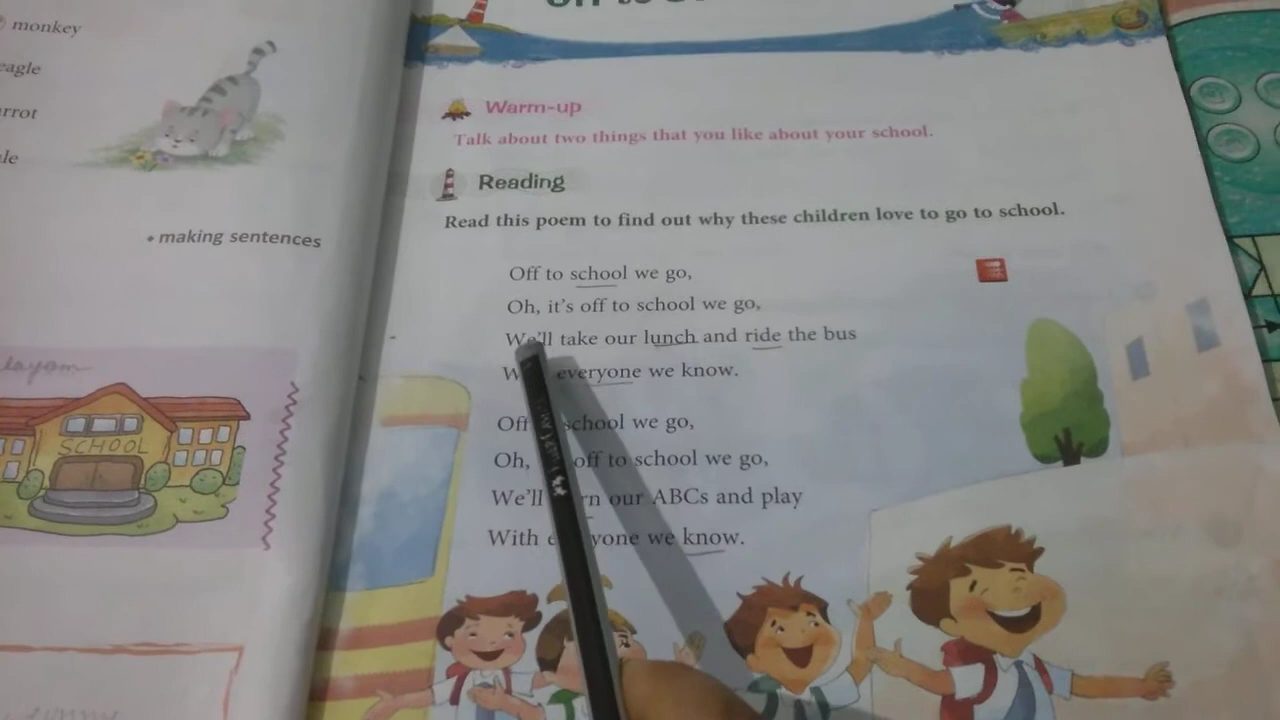 monkey
eagle
making sentences
SCHOOL
Warm-up
Talk about two things that you like about your school.
Reading
Read this poem to find out why these children love to go to school.
Off to school we go,
Oh, it's off to school we go,
We'll take our lunch and ride the bus
everyone we know.
Off school we go,
Oh, off to school we go,
We'll our ABCs and play
With we know.